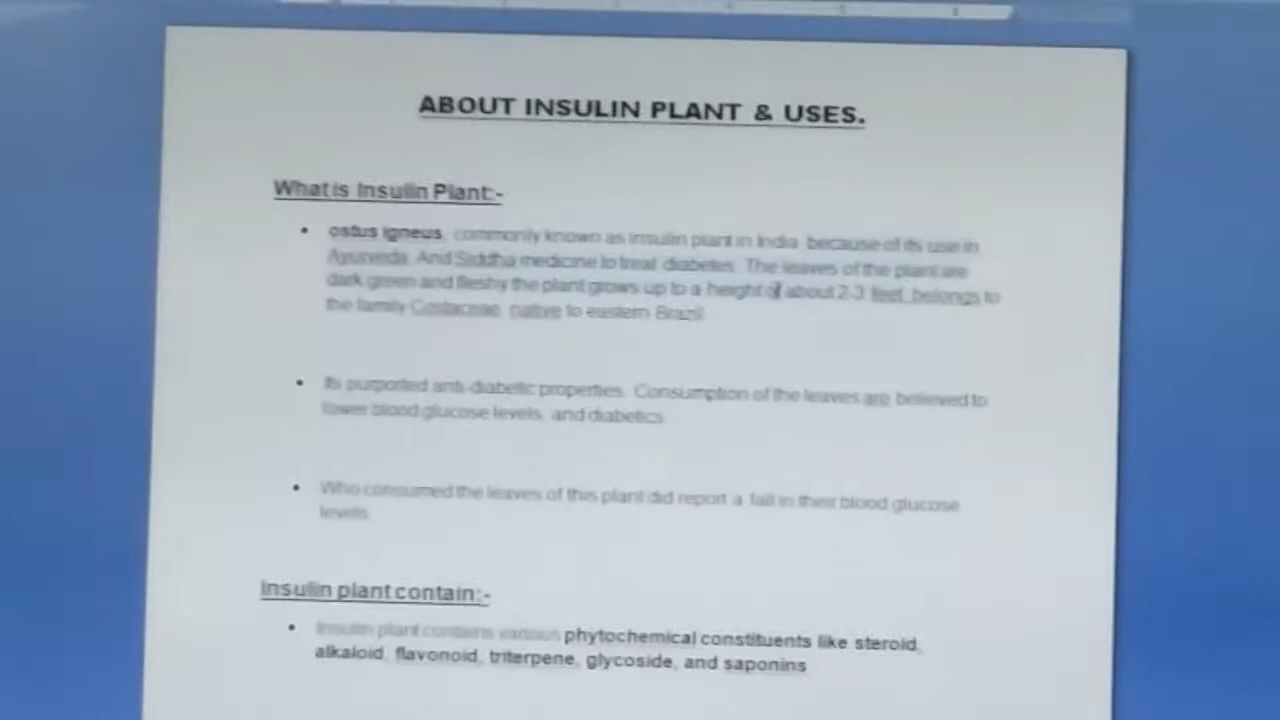 ABOUT INSULIN PLANT & USES.
What is Insulin Plant:-
• ostus igneus, commonly known as insulin plant in India because of its use in
Ayurveda. And Siddha medicine to treat diabetes. The leaves of the plant are
dark green and fleshy the plant grows up to a height of about 2-3 feet, belongs to
the family Costaceae, native to eastern Brazil
• Its purported anti-diabetic properties. Consumption of the leaves are believed to
lower blood glucose levels, and diabetics.
• Who consumed the leaves of this plant did report a fall in their blood glucose
levels.
Insulin plant contain:-
• Insulin plant contains various phytochemical constituents like steroid,
alkaloid, flavonoid, triterpene, glycoside, and saponins